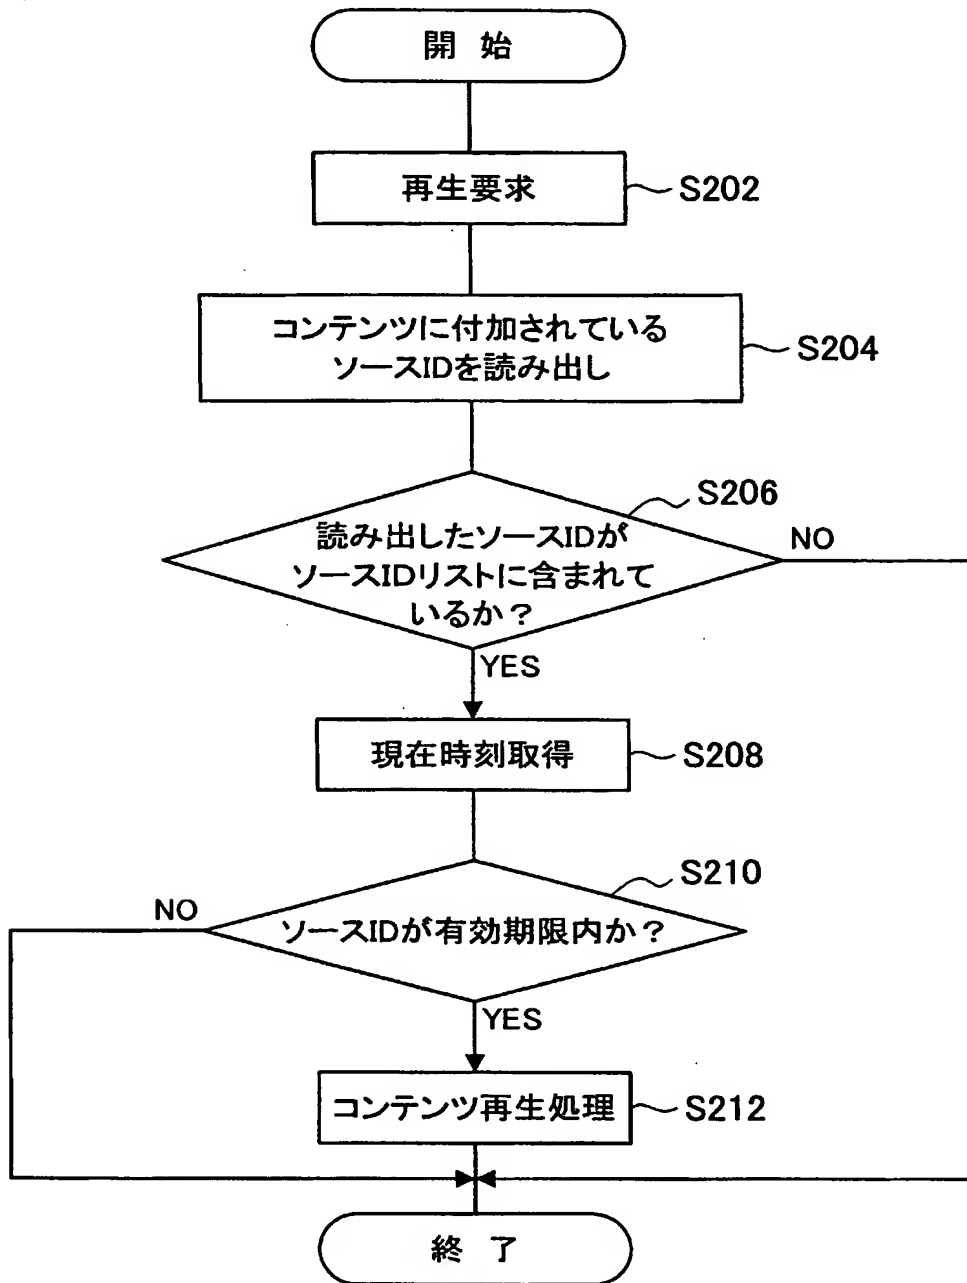 開 始
再生要求
S202
コンテンツに付加されている
ソースIDを読み出し
S204
S206
読み出したソースIDが
ソースIDリストに含まれて
いるか？
NO
YES
現在時刻取得
S208
S210
NO
ソースIDが有効期限内か？
YES
コンテンツ再生処理
S212
終 了